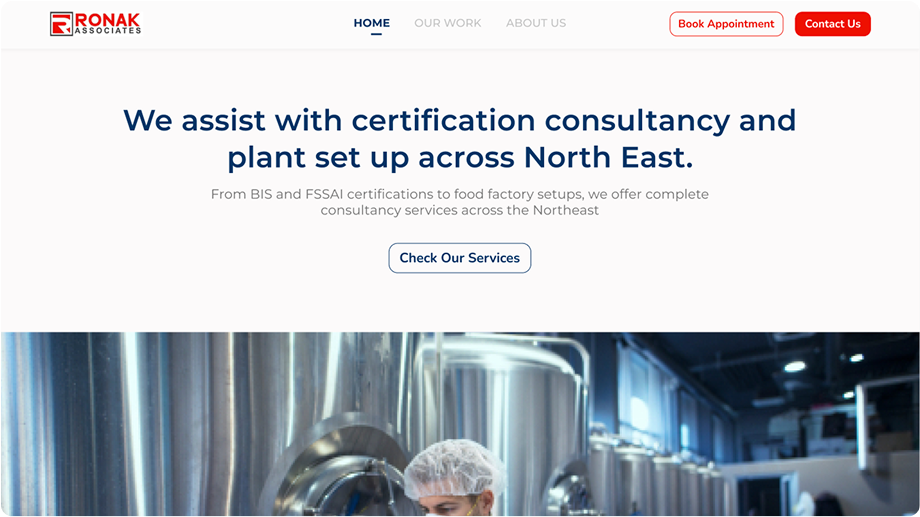 RONAK
ASSOCIATES
HOME
OUR WORK
ABOUT US
Book Appointment
Contact Us
We assist with certification consultancy and
plant set up across North East.
From BIS and FSSAI certifications to food factory setups, we offer complete
consultancy services across the Northeast
Check Our Services